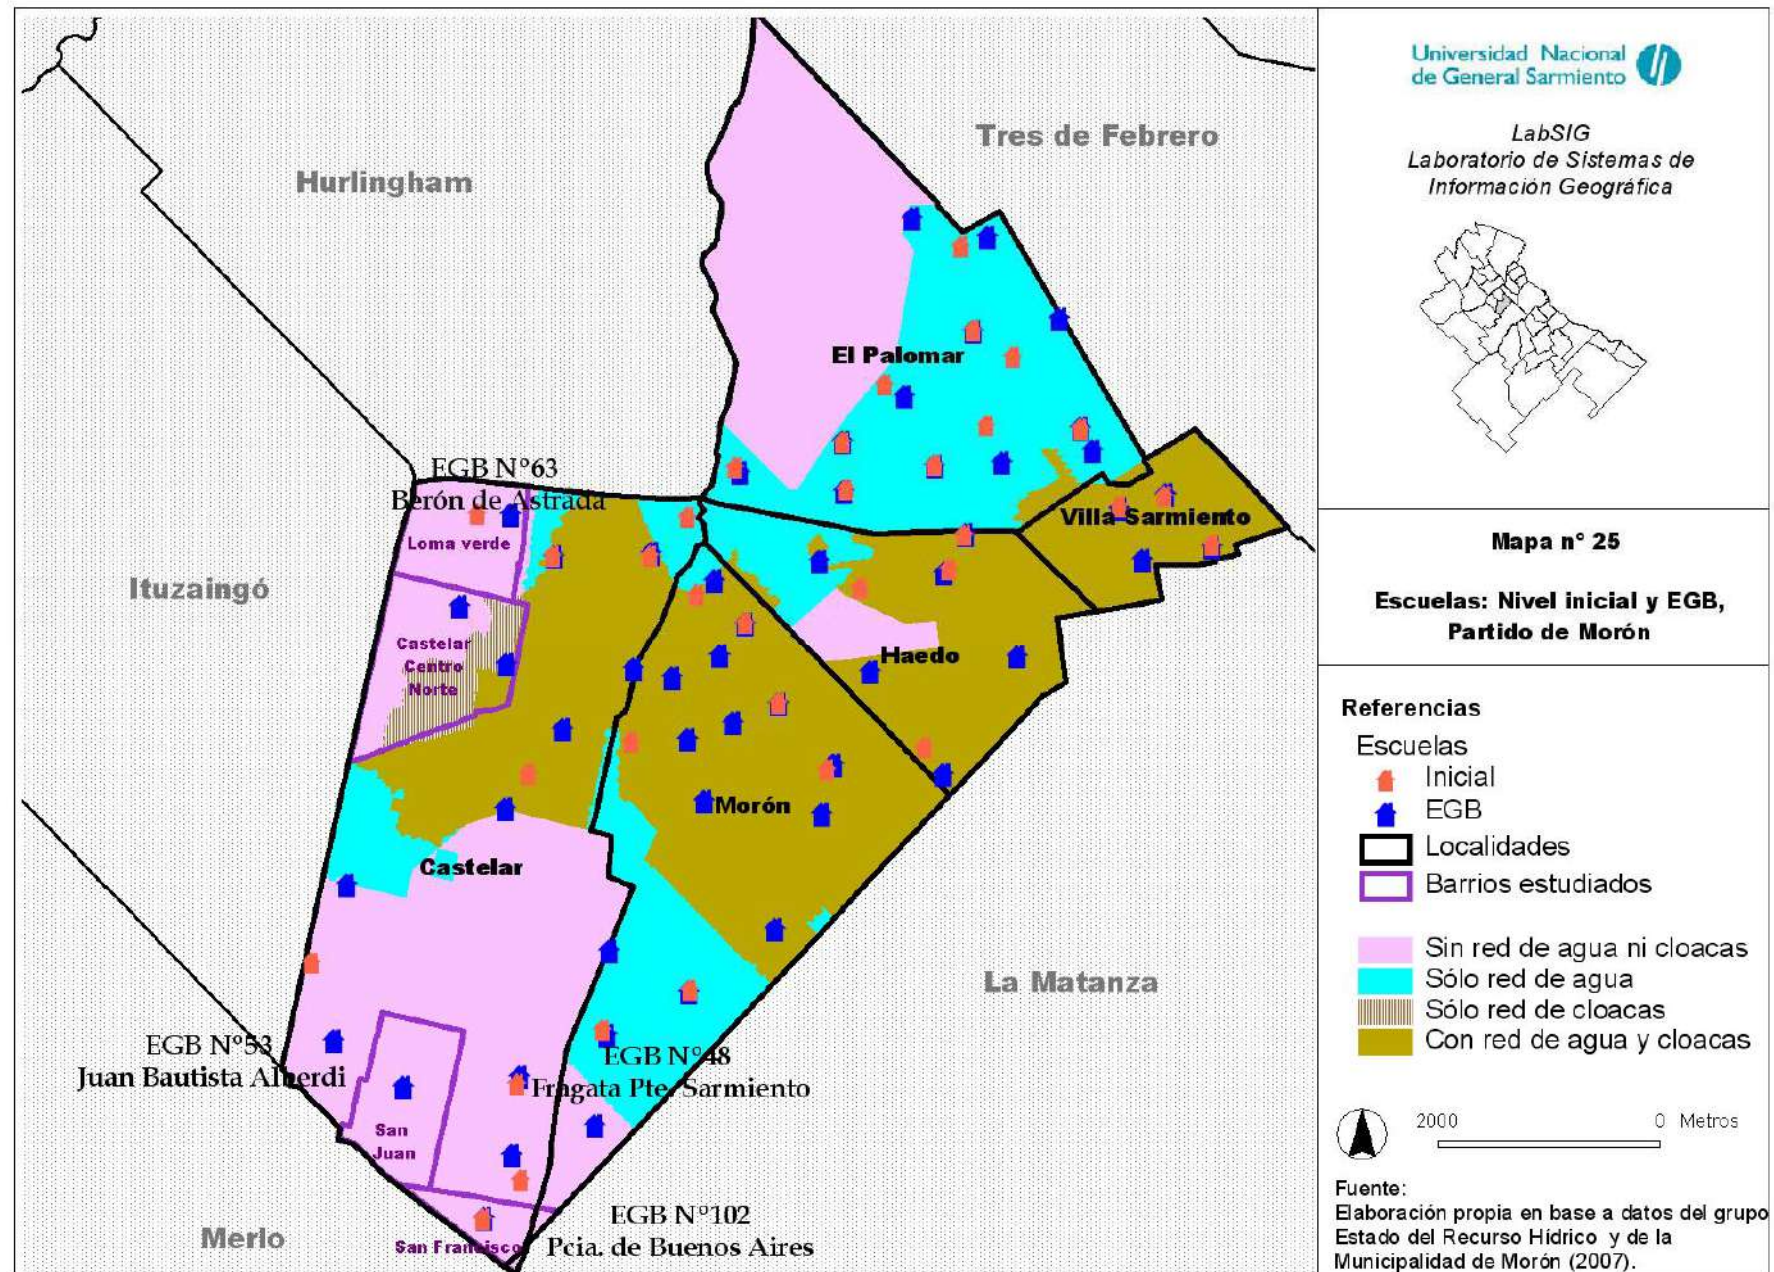 Universidad Nacional
de General Sarmiento
LabSIG
Laboratorio de Sistemas de
Información Geográfica
Mapa n° 25
Escuelas: Nivel inicial y EGB,
Partido de Morón
Referencias
Escuelas
Inicial
EGB
Localidades
Barrios estudiados
Sin red de agua ni cloacas
Sólo red de agua
Sólo red de cloacas
Con red de agua y cloacas
2000 0 Metros
Fuente:
Elaboración propia en base a datos del grupo
Estado del Recurso Hídrico y de la
Municipalidad de Morón (2007).
Tres de Febrero
Hurlingham
El Palomar
EGB N°63
Berón de Astrada
Loma verde
Villa Sarmiento
Ituzaingó
Castelar
Centro
Norte
Haedo
Morón
Castelar
La Matanza
EGB N°53
Juan Bautista Alberdi
EGB N°48
Fragata Pte. Sarmiento
San
Juan
EGB N°102
Pcia. de Buenos Aires
Merlo
San Francisco